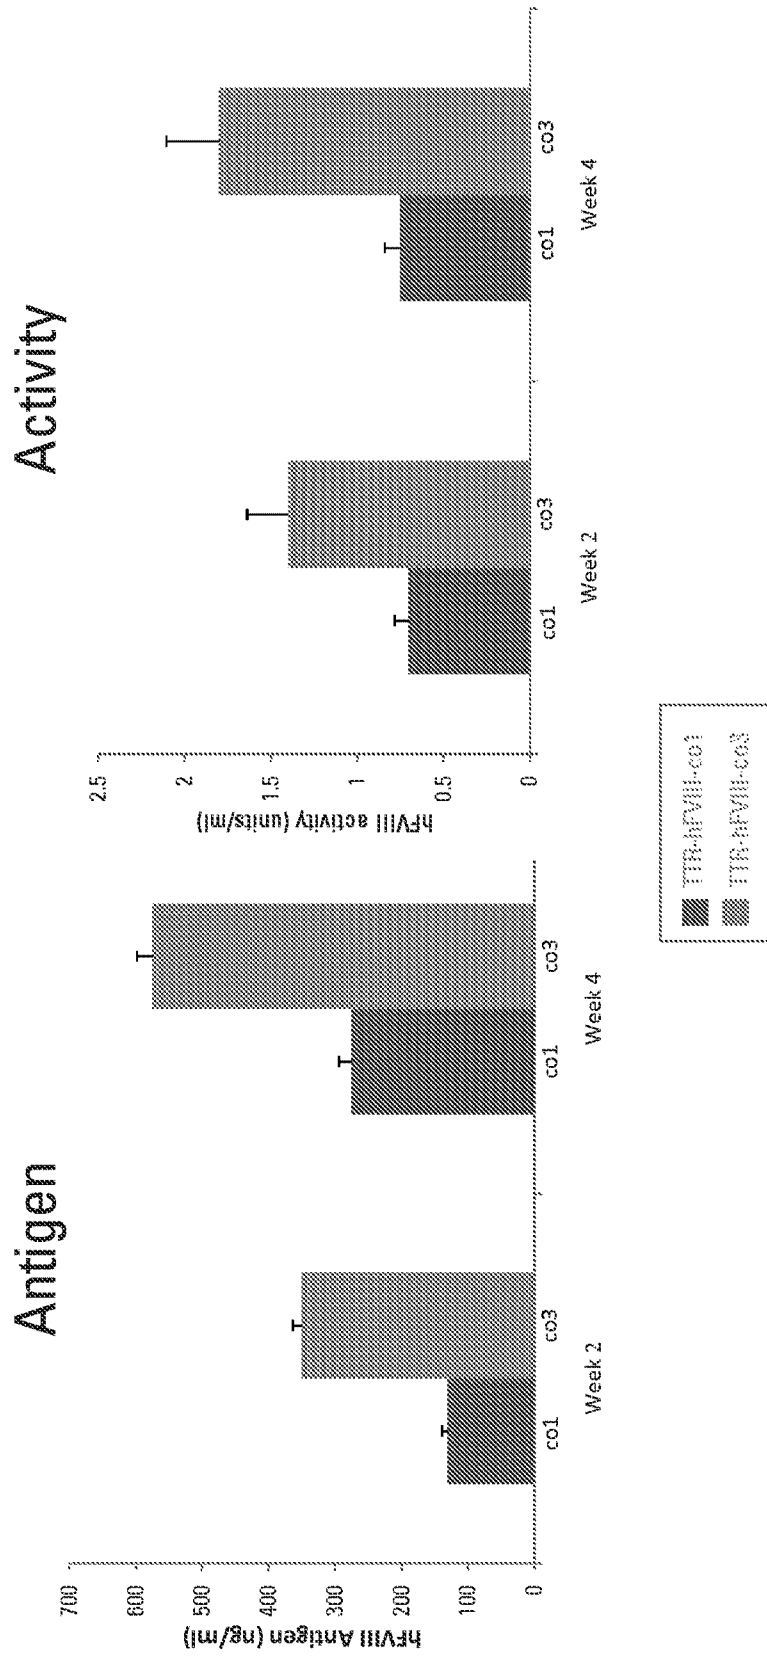 Antigen
hFVIII Antigen (ng/ml)
700
600
500
400
300
200
100
0
co1
co3
Week 2
co1
co3
Week 4
Activity
hFVIII activity (units/ml)
2.5
2
1.5
1
0.5
0
co1
co3
Week 2
co1
co3
Week 4
TTR-hFVIII-co1
TTR-hFVIII-co3